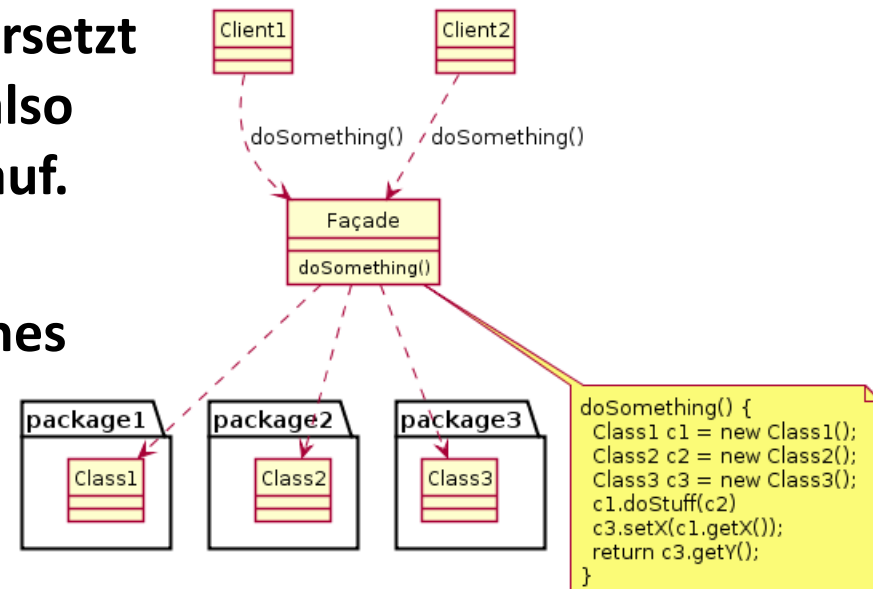 rsetzt
lso
uf.
nes
Client1
Client2
doSomething()
doSomething()
Façade
doSomething()
package1
package2
package3
Class1
Class2
Class3
doSomething() {
Class1 c1 = new Class1();
Class2 c2 = new Class2();
Class3 c3 = new Class3();
c1.doStuff(c2)
c3.setX(c1.getX());
return c3.getY();
}